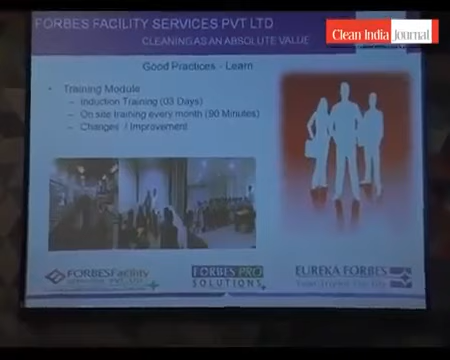 FORBES FACILITY SERVICES PVT LTD
Clean India Journal
CLEANING AS AN ABSOLUTE VALUE
Good Practices - Learn
• Training Module
– Induction Training (03 Days)
– On site training every month (90 Minutes)
– Changes / Improvement
FORBESFacility
FORBES PRO
SOLUTIONS
EUREKA FORBES